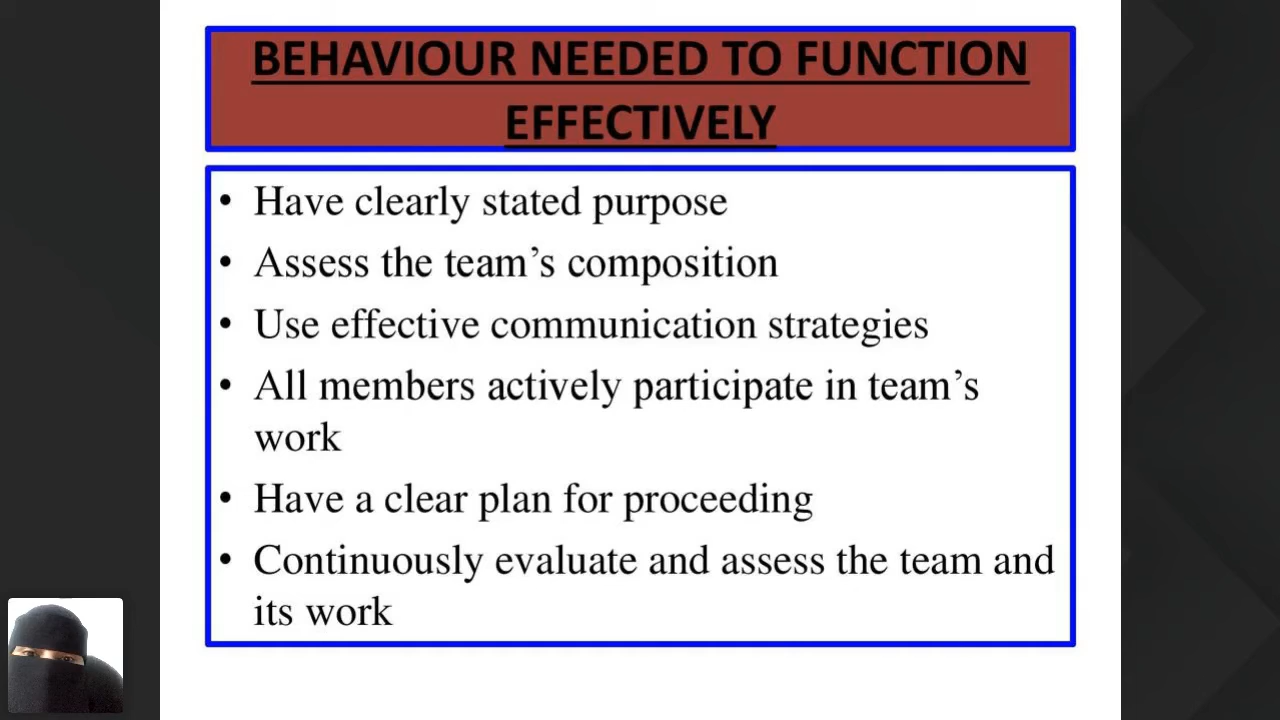 BEHAVIOUR NEEDED TO FUNCTION
EFFECTIVELY
• Have clearly stated purpose
• Assess the team’s composition
• Use effective communication strategies
• All members actively participate in team’s
work
• Have a clear plan for proceeding
• Continuously evaluate and assess the team and
its work